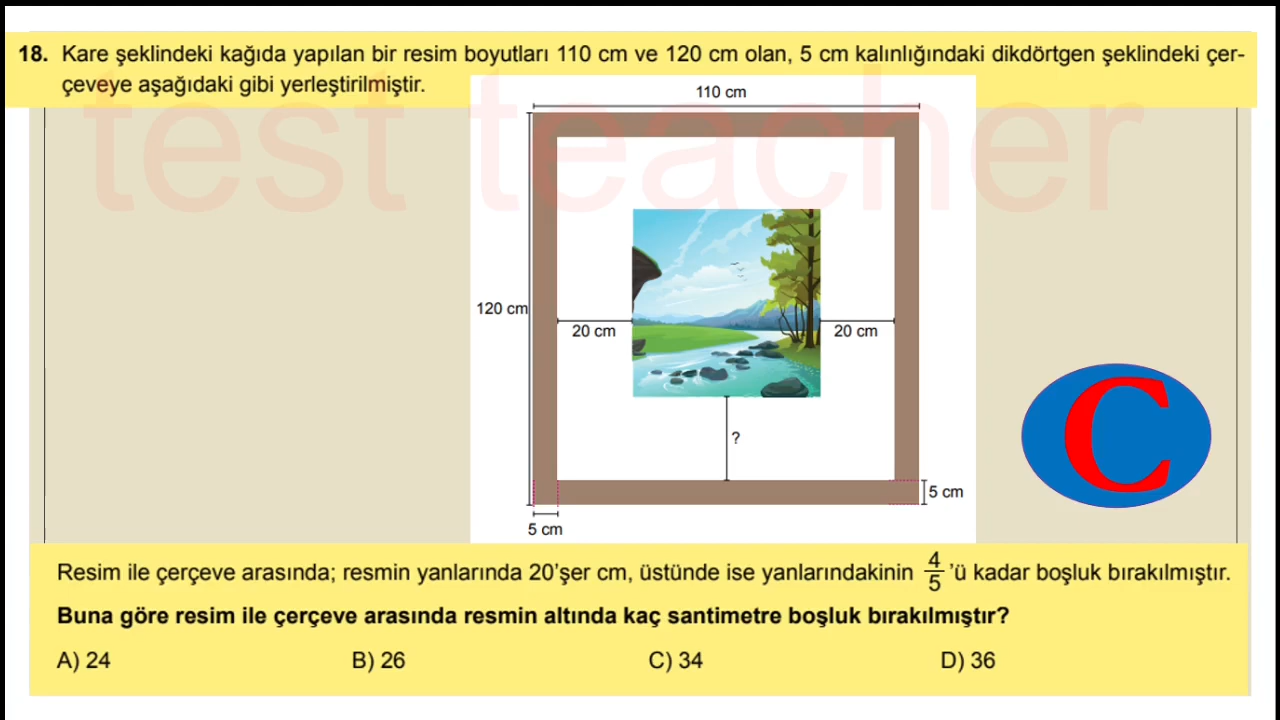 18. Kare şeklindeki kağıda yapılan bir resim boyutları 110 cm ve 120 cm olan, 5 cm kalınlığındaki dikdörtgen şeklindeki çer-
çeveye aşağıdaki gibi yerleştirilmiştir.
test teacher
110 cm
120 cm
20 cm
20 cm
?
5 cm
5 cm
C
Resim ile çerçeve arasında; resmin yanlarında 20’şer cm, üstünde ise yanlarındakinin 4/5 ’ü kadar boşluk bırakılmıştır.
Buna göre resim ile çerçeve arasında resmin altında kaç santimetre boşluk bırakılmıştır?
A) 24 B) 26 C) 34 D) 36